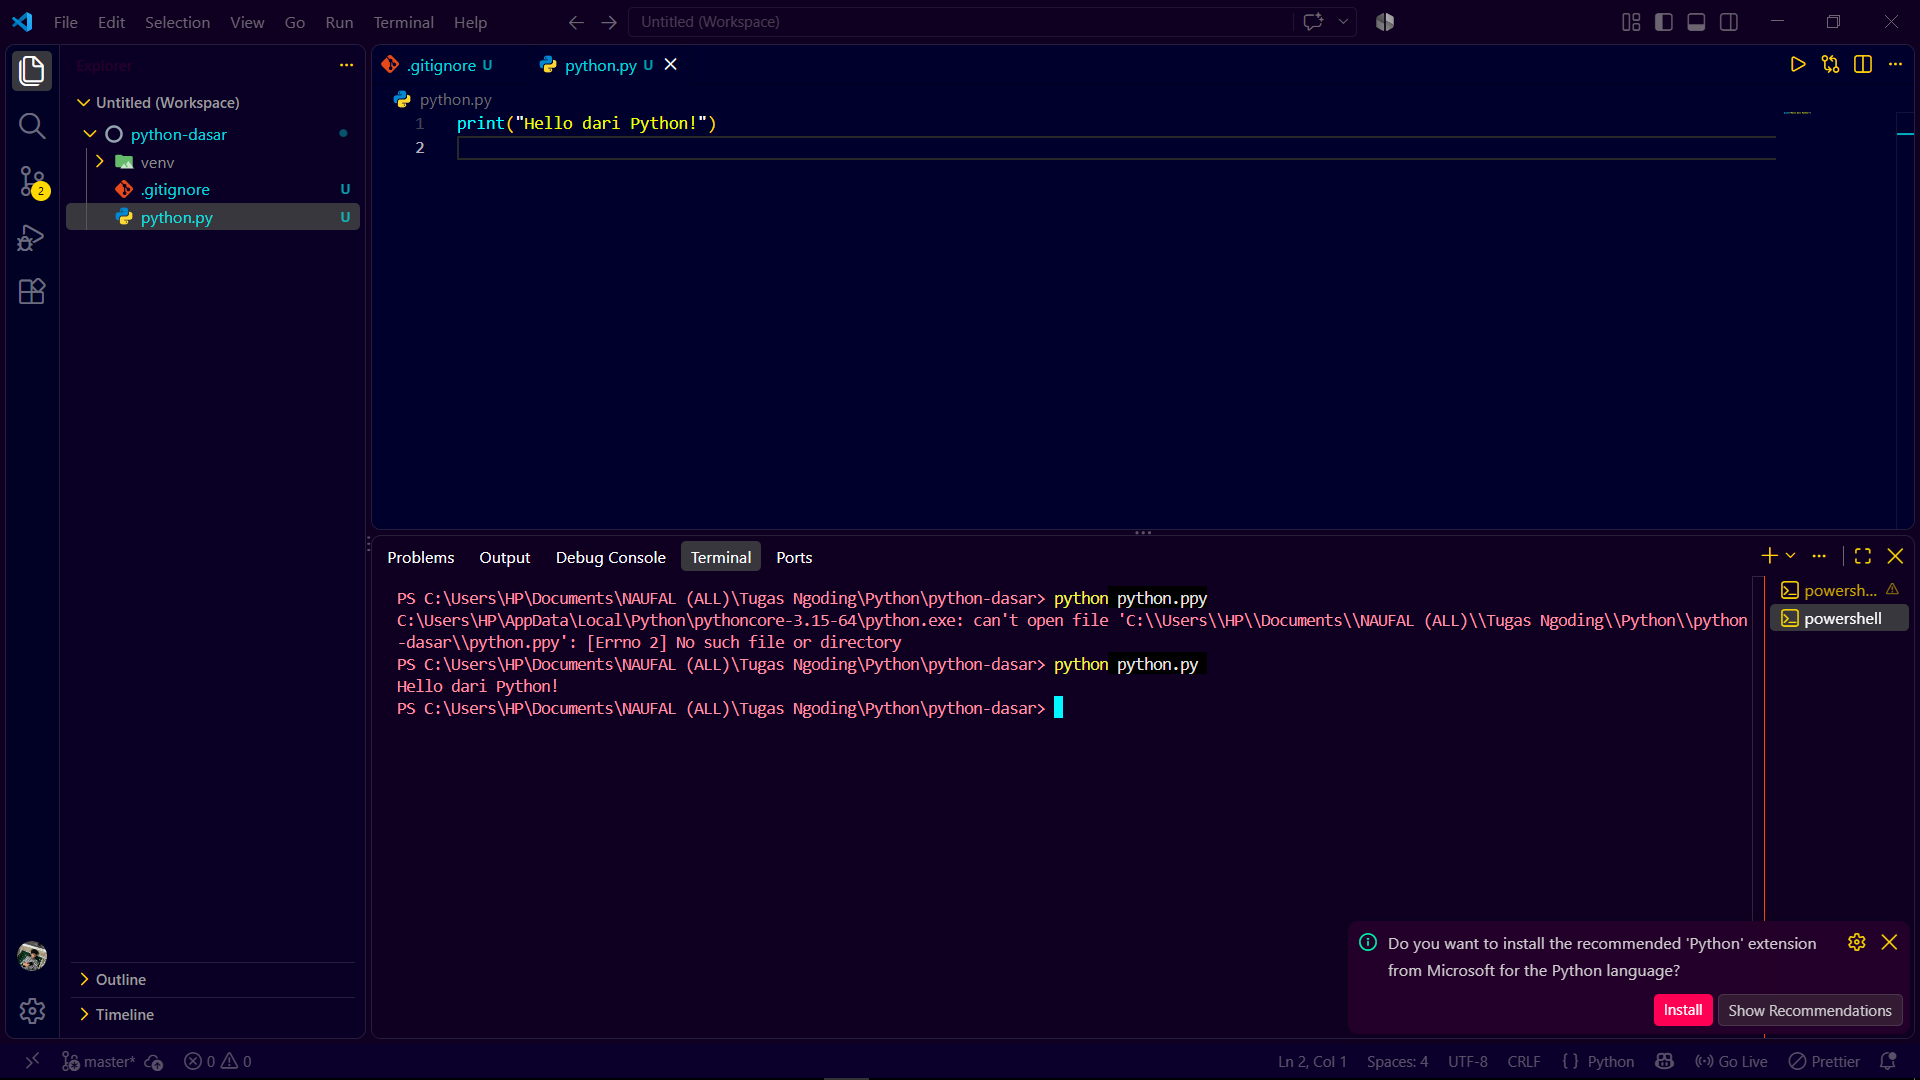 File Edit Selection View Go Run Terminal Help
Untitled (Workspace)
Explorer
Untitled (Workspace)
python-dasar
venv
.gitignore U
python.py U
2
Outline
Timeline
.gitignore U
python.py U
python.py
1 print("Hello dari Python!")
2
Problems Output Debug Console Terminal Ports
PS C:\Users\HP\Documents\NAUFAL (ALL)\Tugas Ngoding\Python\python-dasar> python python.ppy
C:\Users\HP\AppData\Local\Python\pythoncore-3.15-64\python.exe: can't open file 'C:\\Users\\HP\\Documents\\NAUFAL (ALL)\\Tugas Ngoding\\Python\\python
-dasar\\python.ppy': [Errno 2] No such file or directory
PS C:\Users\HP\Documents\NAUFAL (ALL)\Tugas Ngoding\Python\python-dasar> python python.py
Hello dari Python!
PS C:\Users\HP\Documents\NAUFAL (ALL)\Tugas Ngoding\Python\python-dasar>
powersh...
powershell
Do you want to install the recommended 'Python' extension
from Microsoft for the Python language?
Install Show Recommendations
master* 0 0
Ln 2, Col 1 Spaces: 4 UTF-8 CRLF { } Python Go Live Prettier